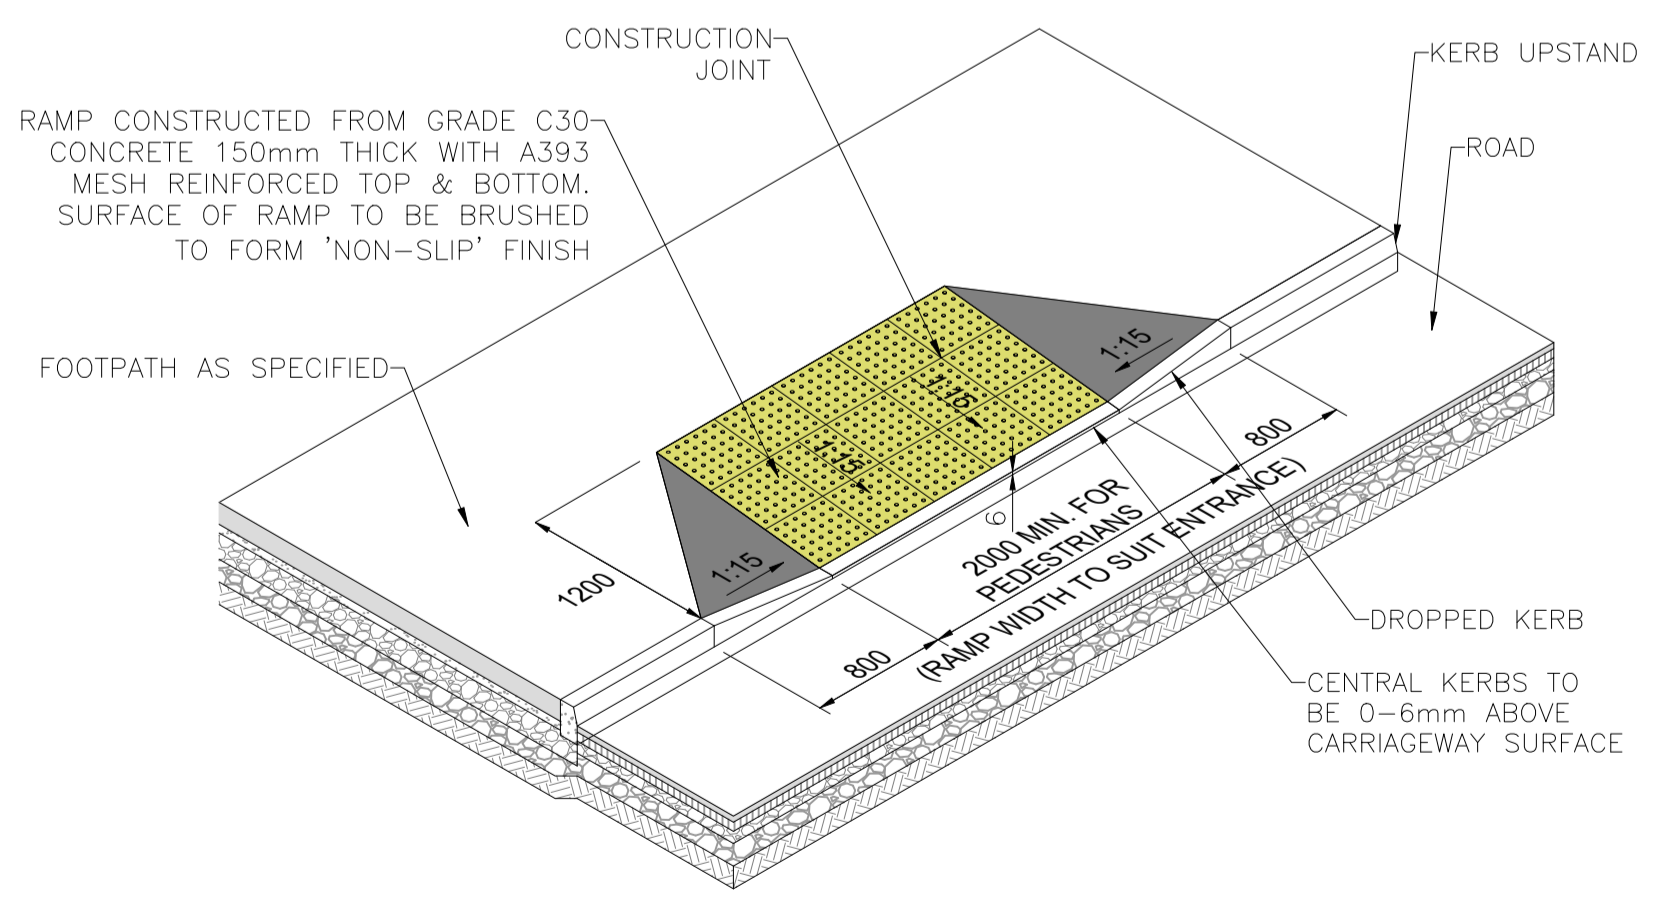 CONSTRUCTION
JOINT
KERB UPSTAND
RAMP CONSTRUCTED FROM GRADE C30
CONCRETE 150mm THICK WITH A393
MESH REINFORCED TOP & BOTTOM.
SURFACE OF RAMP TO BE BRUSHED
TO FORM 'NON-SLIP' FINISH
ROAD
FOOTPATH AS SPECIFIED
1:15
1:15
1:15
1:15
800
6
2000 MIN. FOR
PEDESTRIANS
(RAMP WIDTH TO SUIT ENTRANCE)
1200
800
DROPPED KERB
CENTRAL KERBS TO
BE 0-6mm ABOVE
CARRIAGEWAY SURFACE